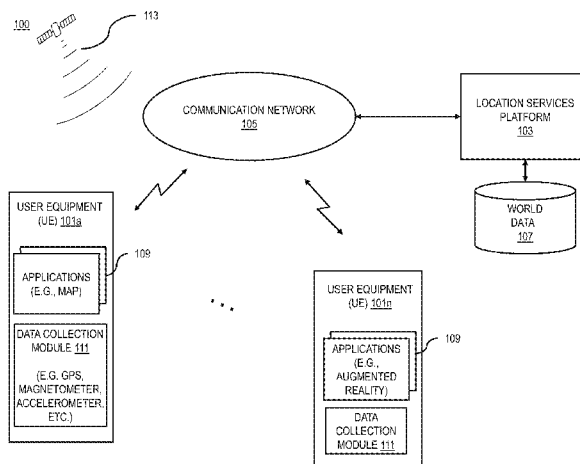 100
113
COMMUNICATION NETWORK
105
LOCATION SERVICES
PLATFORM
103
WORLD
DATA
107
USER EQUIPMENT
(UE) 101a
109
APPLICATIONS
(E.G., MAP)
DATA COLLECTION
MODULE 111
(E.G. GPS,
MAGNETOMETER,
ACCELEROMETER,
ETC.)
. . .
USER EQUIPMENT
(UE) 101n
109
APPLICATIONS
(E.G.,
AUGMENTED
REALITY)
DATA
COLLECTION
MODULE 111